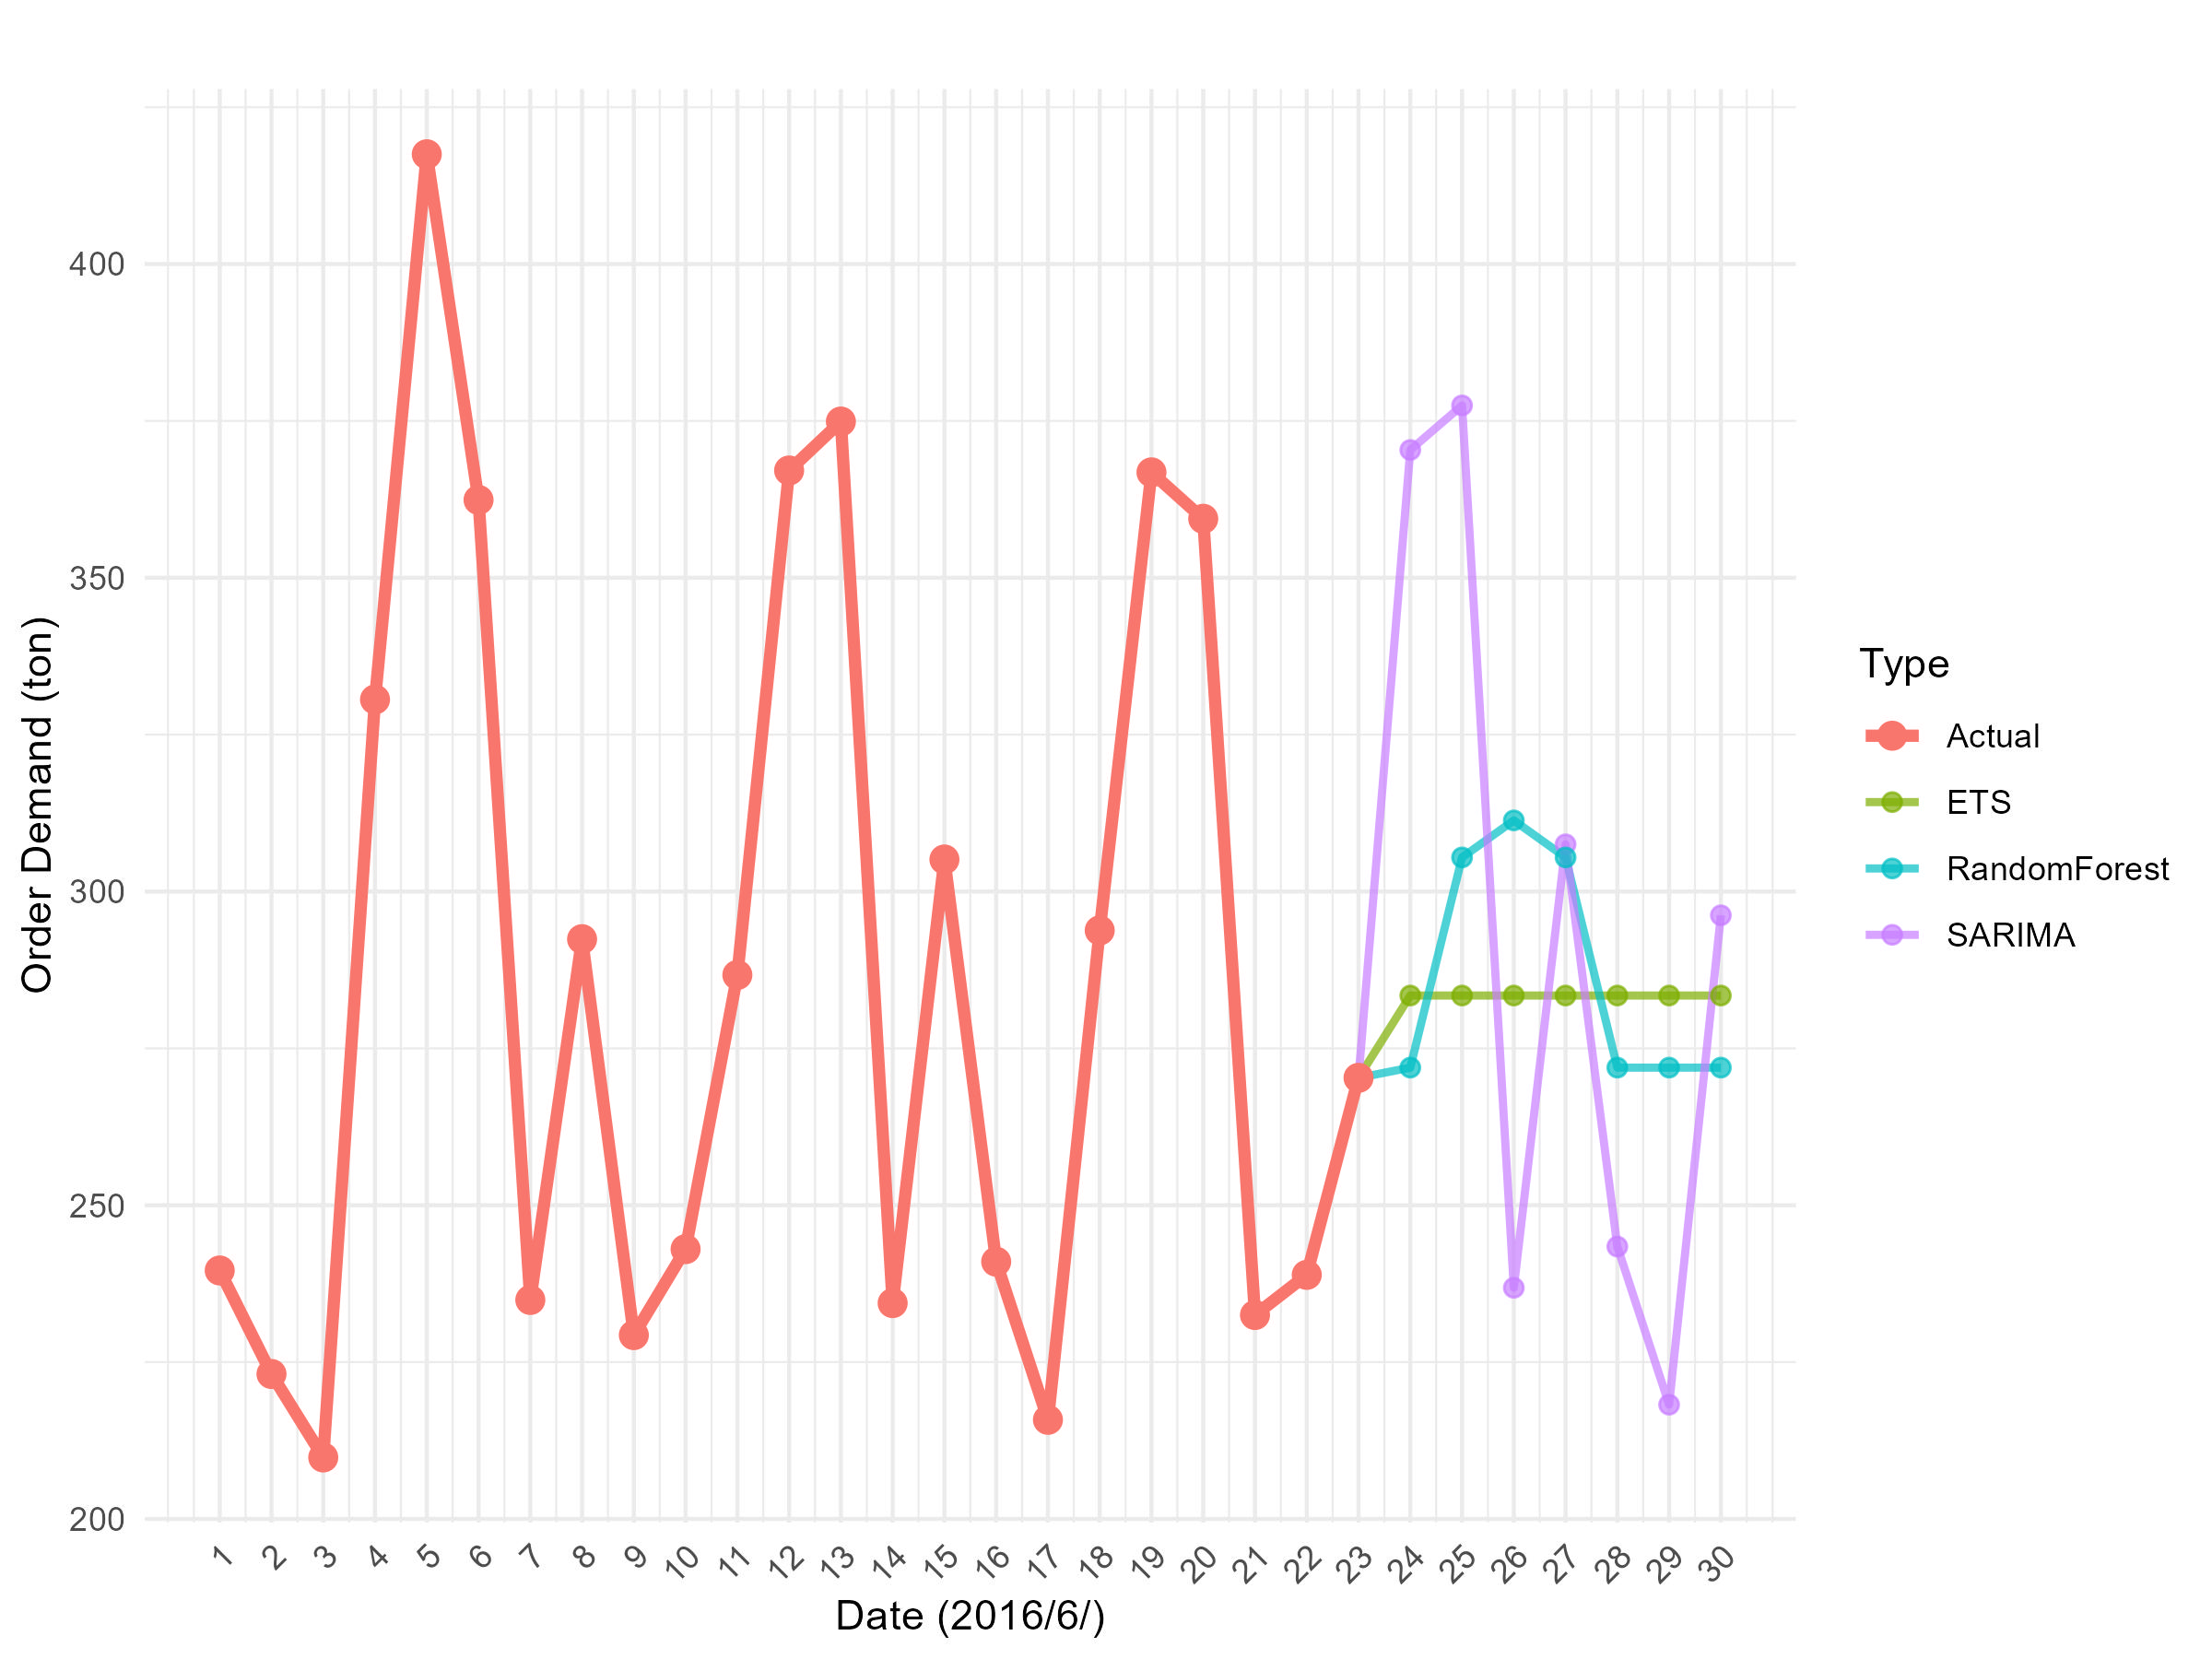 Order Demand (ton)
400
350
300
250
200
1 2 3 4 5 6 7 8 9 10 11 12 13 14 15 16 17 18 19 20 21 22 23 24 25 26 27 28 29 30
Date (2016/6/)
Type
Actual
ETS
RandomForest
SARIMA